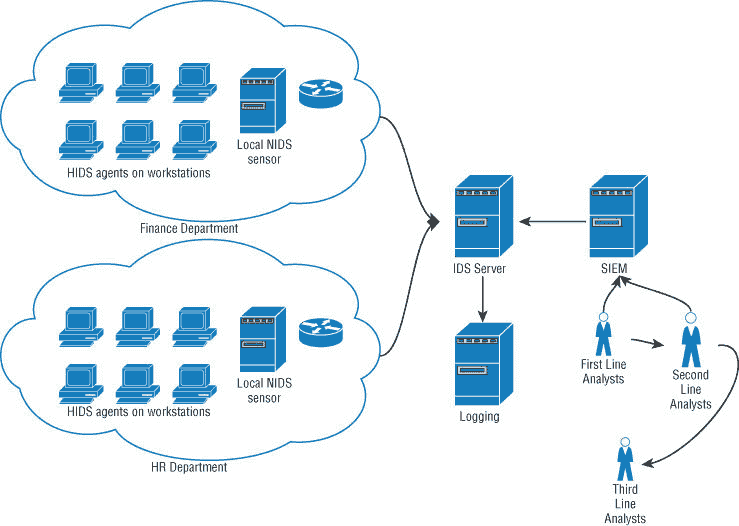 Local NIDS
sensor
HIDS agents on workstations
Finance Department
IDS Server
SIEM
Local NIDS
sensor
HIDS agents on workstations
HR Department
Logging
First Line
Analysts
Second
Line
Analysts
Third
Line
Analysts